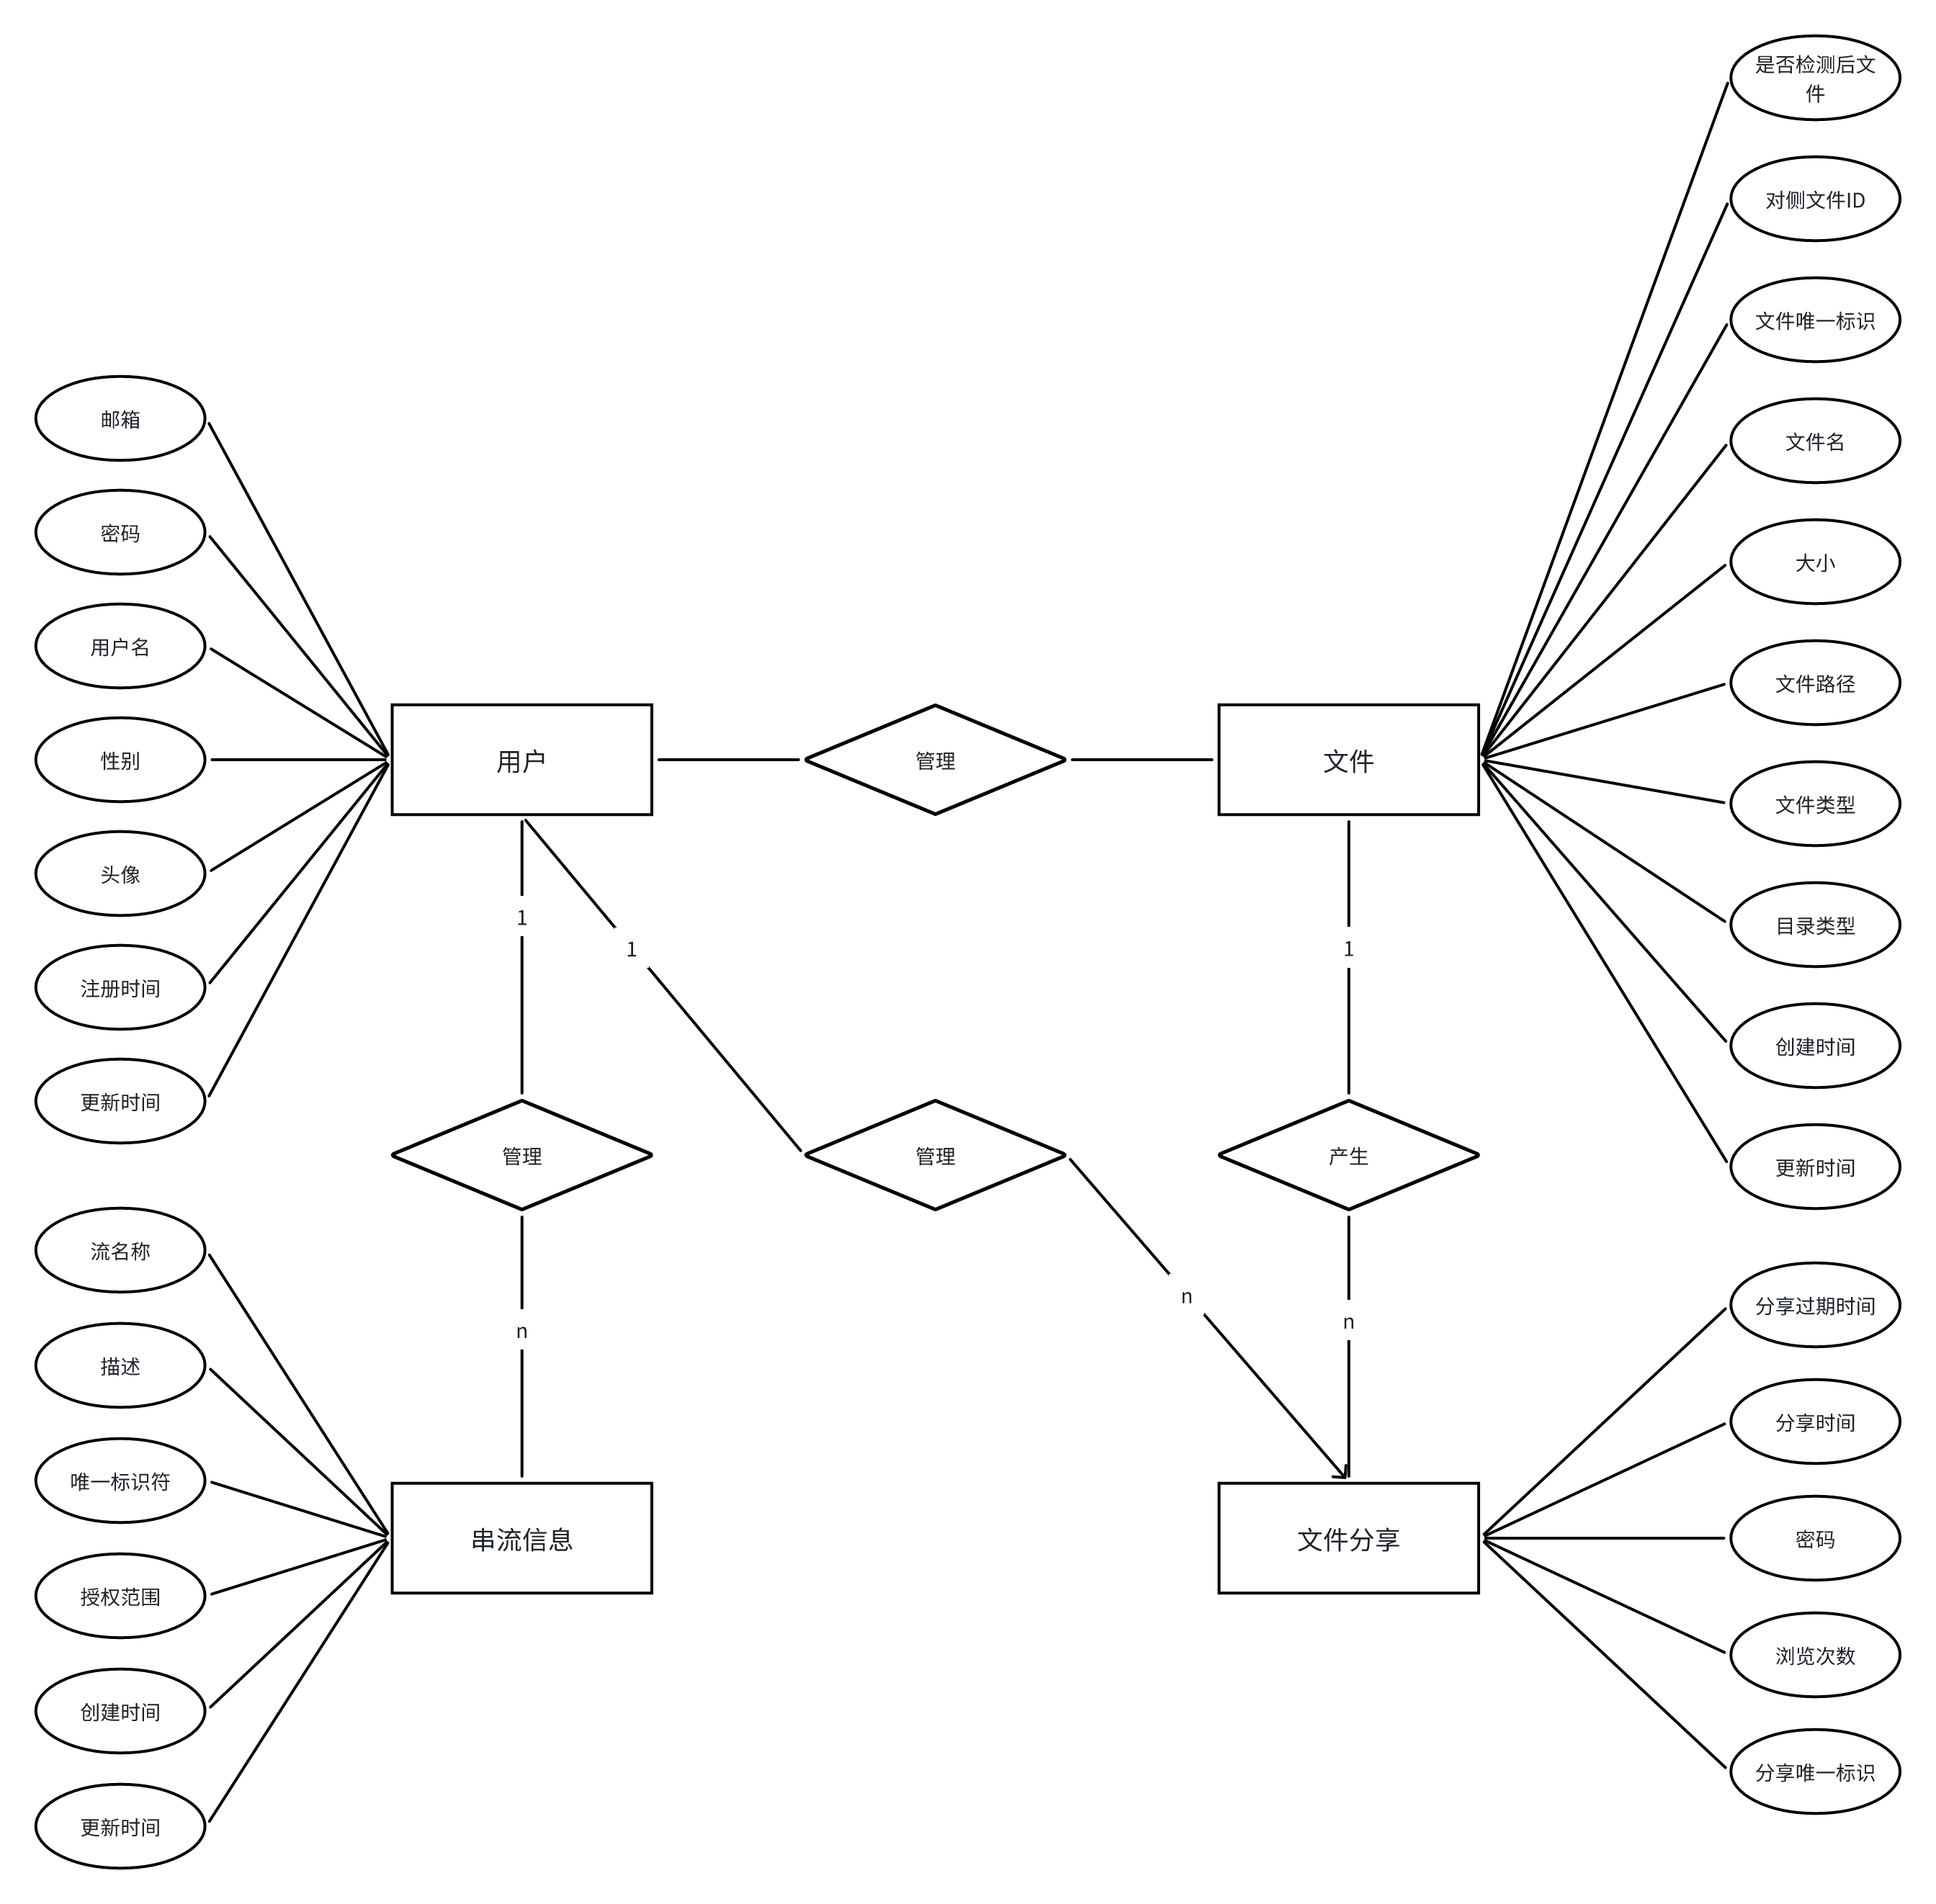 是否检测后文
件
对侧文件ID
文件唯一标识
文件名
大小
文件路径
文件类型
目录类型
创建时间
更新时间
邮箱
密码
用户名
性别
头像
注册时间
更新时间
用户
管理
文件
1
1
1
管理
管理
产生
n
n
n
流名称
描述
唯一标识符
授权范围
创建时间
更新时间
串流信息
文件分享
分享过期时间
分享时间
密码
浏览次数
分享唯一标识